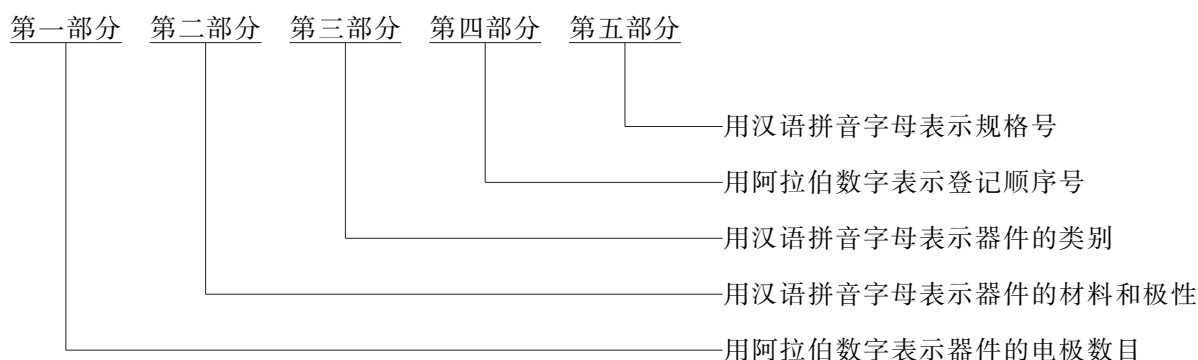 第一部分 第二部分 第三部分 第四部分 第五部分
用汉语拼音字母表示规格号
用阿拉伯数字表示登记顺序号
用汉语拼音字母表示器件的类别
用汉语拼音字母表示器件的材料和极性
用阿拉伯数字表示器件的电极数目